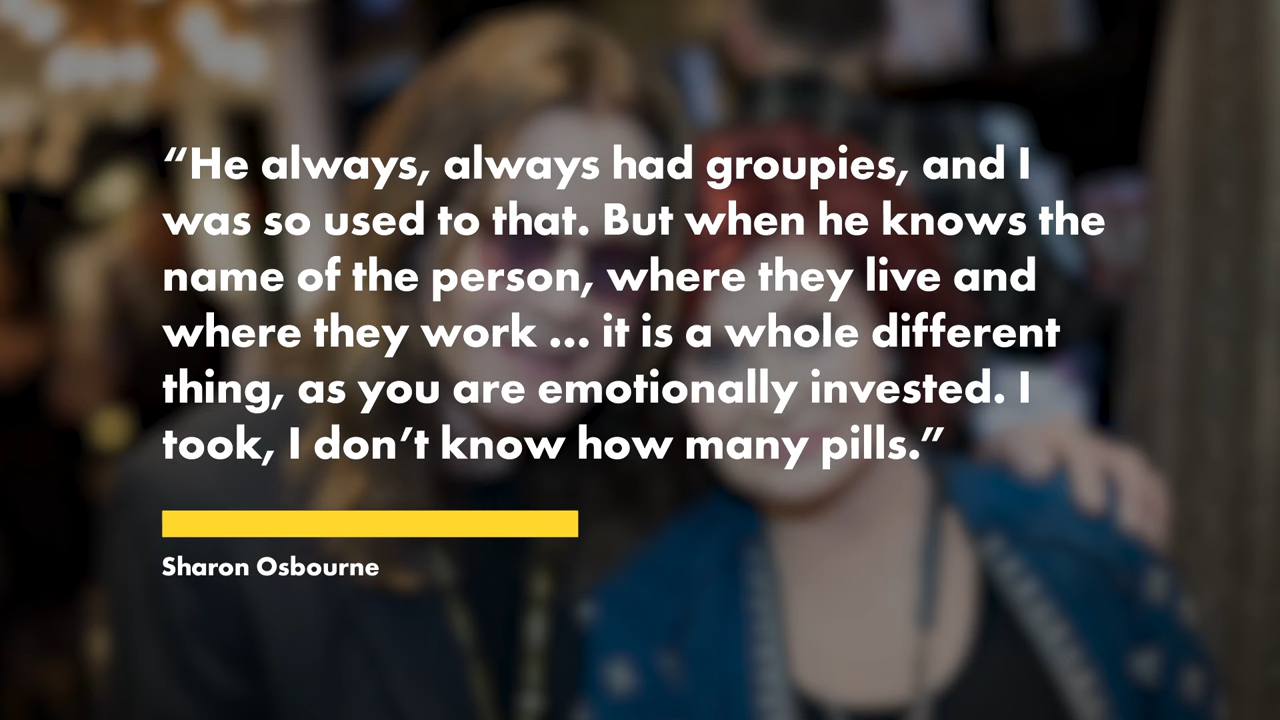 “He always, always had groupies, and I
was so used to that. But when he knows the
name of the person, where they live and
where they work ... it is a whole different
thing, as you are emotionally invested. I
took, I don’t know how many pills.”
Sharon Osbourne